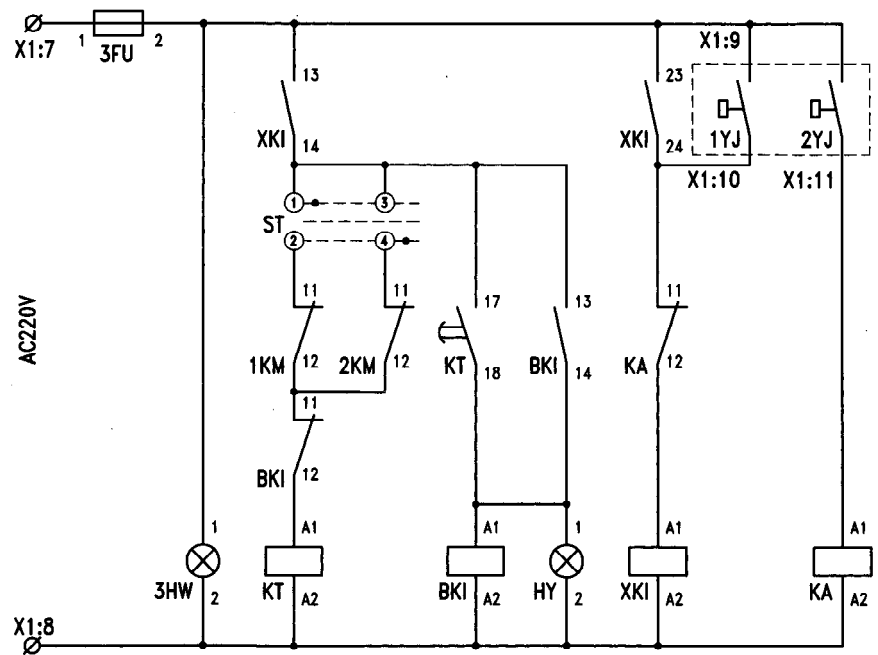 X1:7 1 3FU 2
X1:9
13 23
XKI 14 XKI 24 1YJ 2YJ
X1:10 X1:11
1 3
ST
2 4
AC220V
11 11 17 13 11
1KM 12 2KM 12 KT 18 BKI 14 KA 12
11
BKI 12
1 A1 A1 1 A1 A1
3HW 2 KT A2 BKI A2 HY 2 XKI A2 KA A2
X1:8